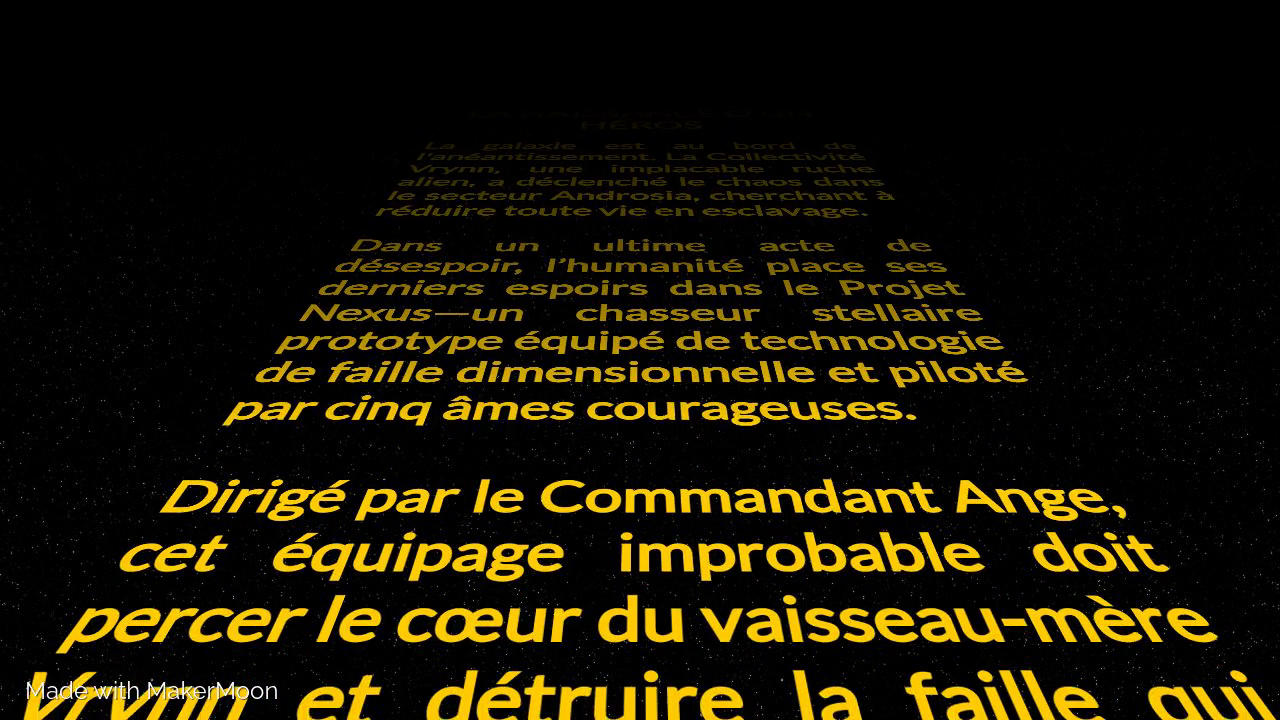 HÉROS
La galaxie est au bord de
l'anéantissement. La Collectivité
Vrynn, une implacable ruche
alien, a déclenché le chaos dans
le secteur Androsia, cherchant à
réduire toute vie en esclavage.
Dans un ultime acte de
désespoir, l'humanité place ses
derniers espoirs dans le Projet
Nexus—un chasseur stellaire
prototype équipé de technologie
de faille dimensionnelle et piloté
par cinq âmes courageuses.
Dirigé par le Commandant Ange,
cet équipage improbable doit
percer le cœur du vaisseau-mère
Vrynn et détruire la faille qui
Made with MakerMoon